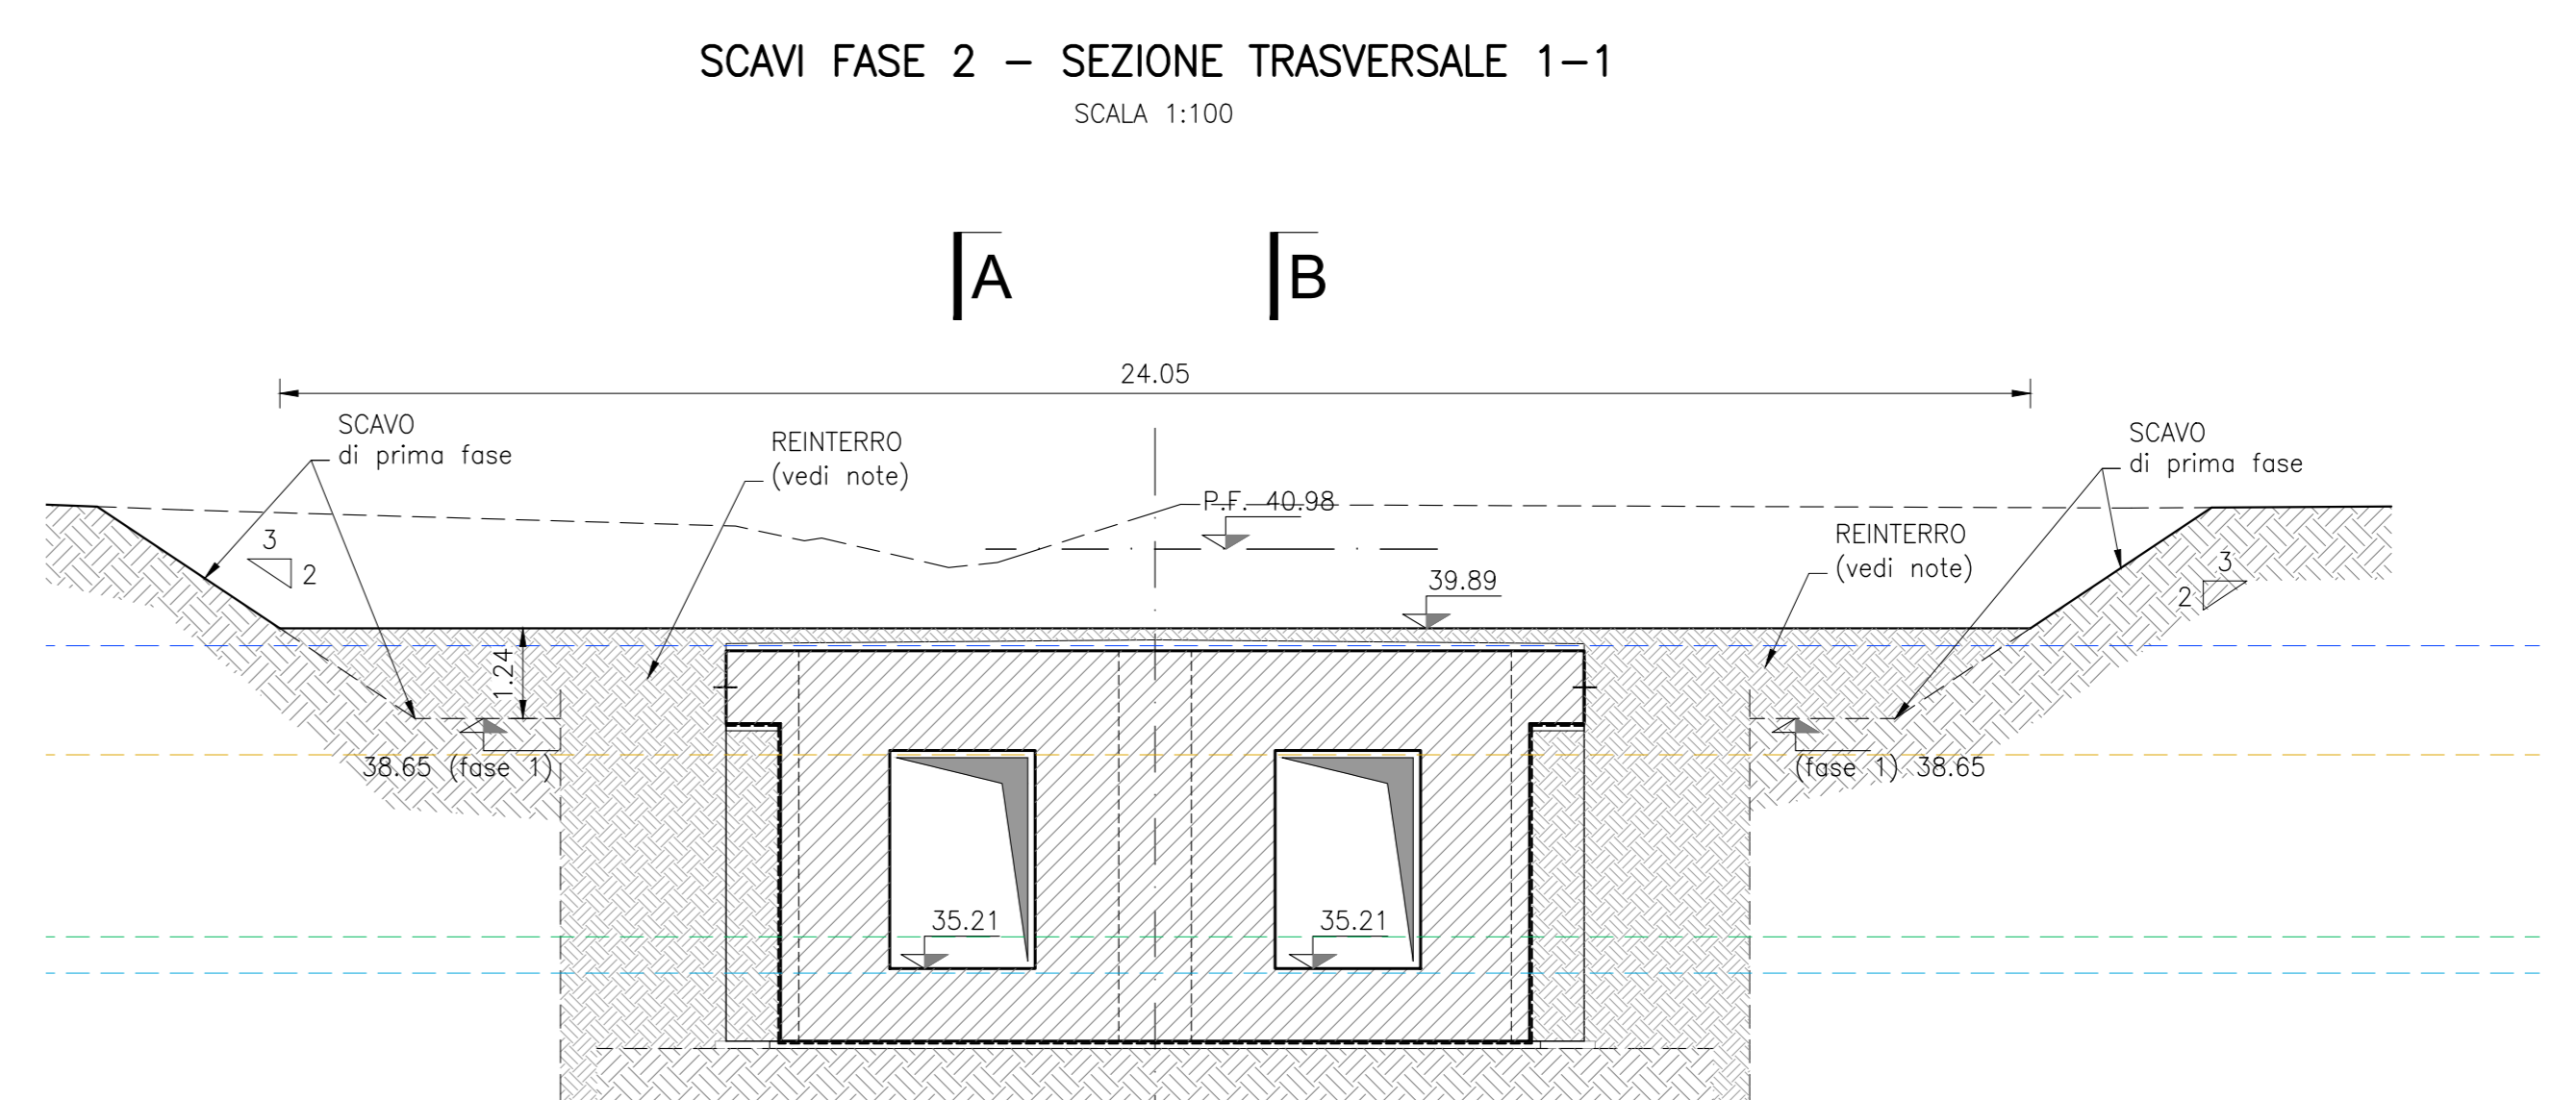 SCAVI FASE 2 - SEZIONE TRASVERSALE 1-1
SCALA 1:100
A
B
24.05
SCAVO
di prima fase
REINTERRO
(vedi note)
SCAVO
di prima fase
P.F. 40.98
REINTERRO
(vedi note)
3
2
39.89
3
2
1.24
38.65 (fase 1)
(fase 1) 38.65
35.21
35.21